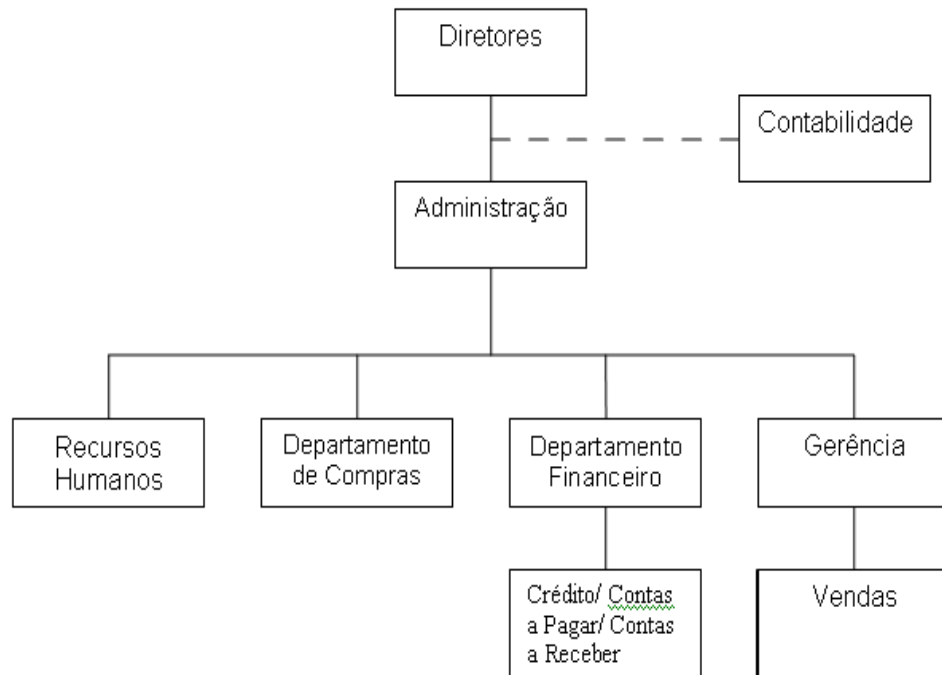 Diretores
Contabilidade
Administração
Recursos
Humanos
Departamento
de Compras
Departamento
Financeiro
Gerência
Crédito/ Contas
a Pagar/ Contas
a Receber
Vendas